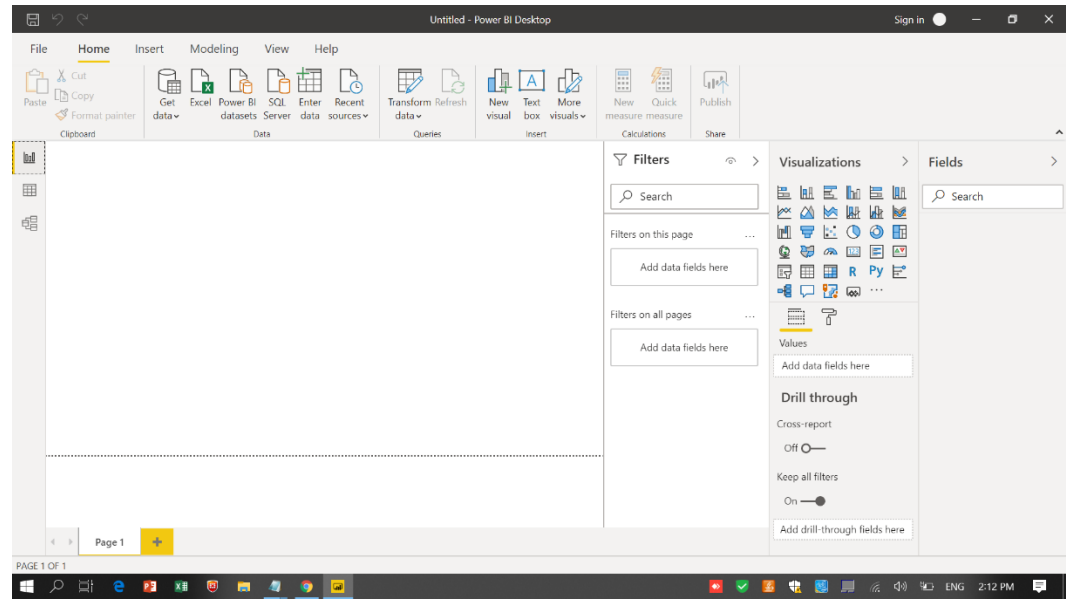 Untitled - Power BI Desktop
Sign in
File Home Insert Modeling View Help
Paste
Cut
Copy
Format painter
Clipboard
Get data
Excel
Power BI datasets
SQL Server
Enter data
Recent sources
Data
Transform data
Refresh
Queries
New visual
A
Text box
More visuals
Insert
New measure
Quick measure
Calculations
Publish
Share
Filters
Search
Filters on this page ...
Add data fields here
Filters on all pages ...
Add data fields here
Visualizations
R Py
...
Values
Add data fields here
Drill through
Cross-report
Off
Keep all filters
On
Add drill-through fields here
Fields
Search
Page 1
PAGE 1 OF 1
ENG 2:12 PM